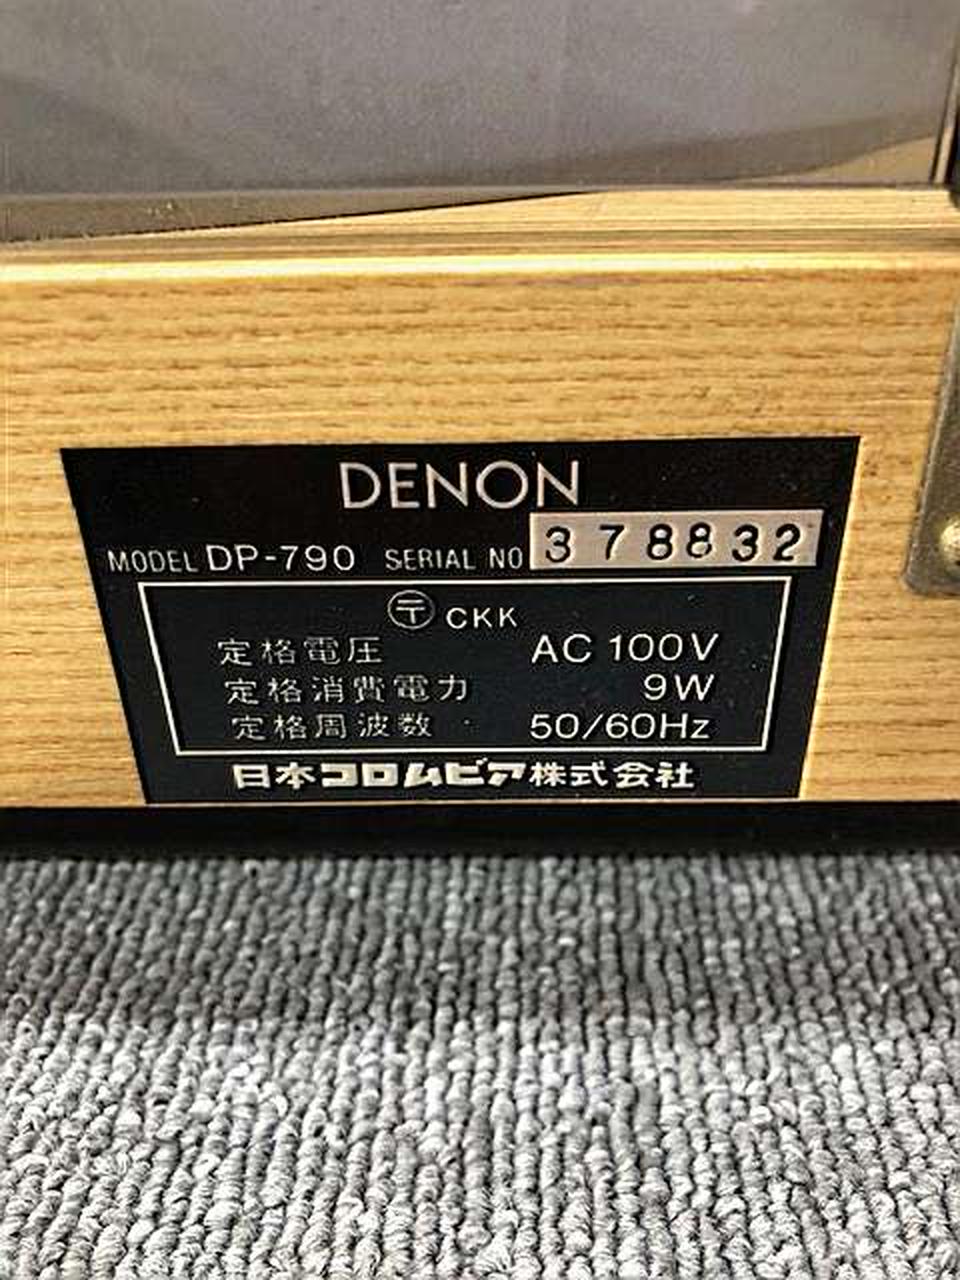 DENON
MODEL DP-790 SERIAL NO 378832
〒 CKK
定格電圧 AC 100V
定格消費電力 9W
定格周波数 50/60Hz
日本コロムビア株式会社